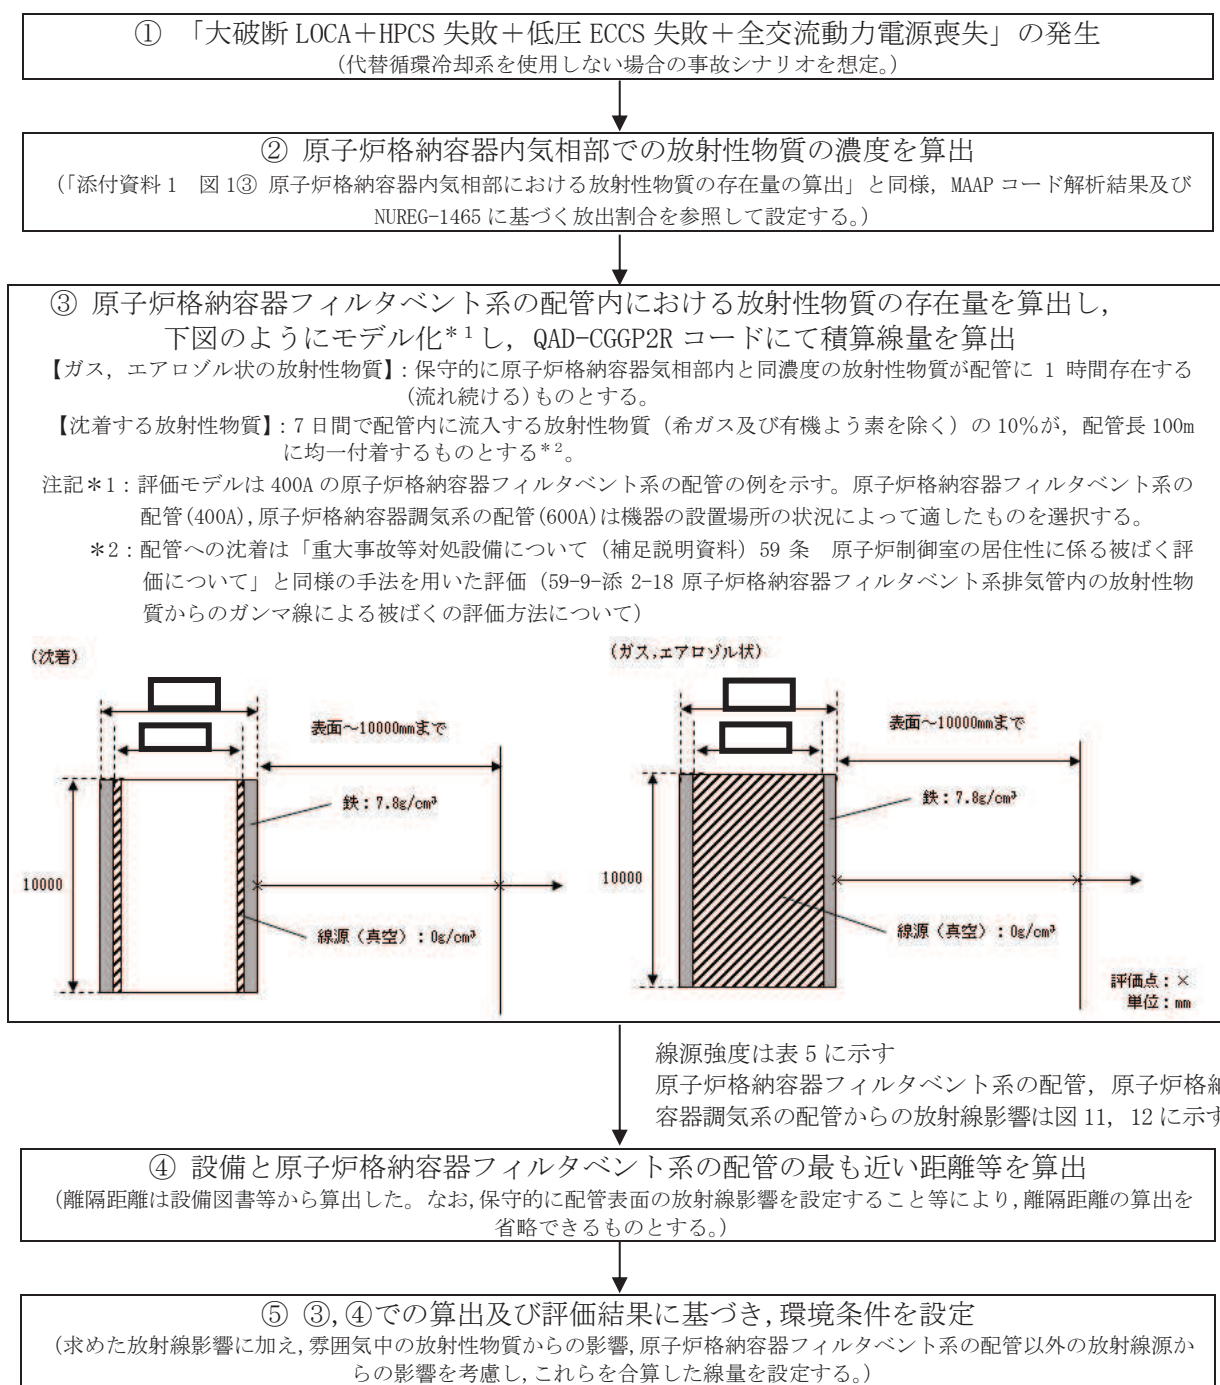 ① 「大破断 LOCA＋HPCS 失敗＋低圧 ECCS 失敗＋全交流動力電源喪失」の発生
(代替循環冷却系を使用しない場合の事故シナリオを想定。)
② 原子炉格納容器内気相部での放射性物質の濃度を算出
(「添付資料 1　図 1③ 原子炉格納容器内気相部における放射性物質の存在量の算出」と同様, MAAP コード解析結果及び
NUREG-1465 に基づく放出割合を参照して設定する。)
③ 原子炉格納容器フィルタベント系の配管内における放射性物質の存在量を算出し,
下図のようにモデル化*1し, QAD-CGGP2R コードにて積算線量を算出
【ガス, エアロゾル状の放射性物質】: 保守的に原子炉格納容器気相部内と同濃度の放射性物質が配管に 1 時間存在する
(流れ続ける)ものとする。
【沈着する放射性物質】: 7 日間で配管内に流入する放射性物質（希ガス及び有機よう素を除く）の 10%が, 配管長 100m
に均一付着するものとする*2。
注記＊1：評価モデルは 400A の原子炉格納容器フィルタベント系の配管の例を示す。原子炉格納容器フィルタベント系の
配管(400A), 原子炉格納容器調気系の配管(600A)は機器の設置場所の状況によって適したものを選択する。
＊2：配管への沈着は「重大事故等対処設備について（補足説明資料）59 条　原子炉制御室の居住性に係る被ばく評
価について」と同様の手法を用いた評価（59-9-添 2-18 原子炉格納容器フィルタベント系排気管内の放射性物
質からのガンマ線による被ばくの評価方法について）
(沈着)
表面～10000mmまで
鉄：7.8g/cm³
10000
線源（真空）：0g/cm³
(ガス,エアロゾル状)
表面～10000mmまで
鉄：7.8g/cm³
10000
線源（真空）：0g/cm³
評価点：×
単位：mm
線源強度は表 5 に示す
原子炉格納容器フィルタベント系の配管, 原子炉格納
容器調気系の配管からの放射線影響は図 11, 12 に示す
④ 設備と原子炉格納容器フィルタベント系の配管の最も近い距離等を算出
(離隔距離は設備図書等から算出した。なお, 保守的に配管表面の放射線影響を設定すること等により, 離隔距離の算出を
省略できるものとする。)
⑤ ③, ④での算出及び評価結果に基づき, 環境条件を設定
(求めた放射線影響に加え, 雰囲気中の放射性物質からの影響, 原子炉格納容器フィルタベント系の配管以外の放射線源か
らの影響を考慮し, これらを合算した線量を設定する。)